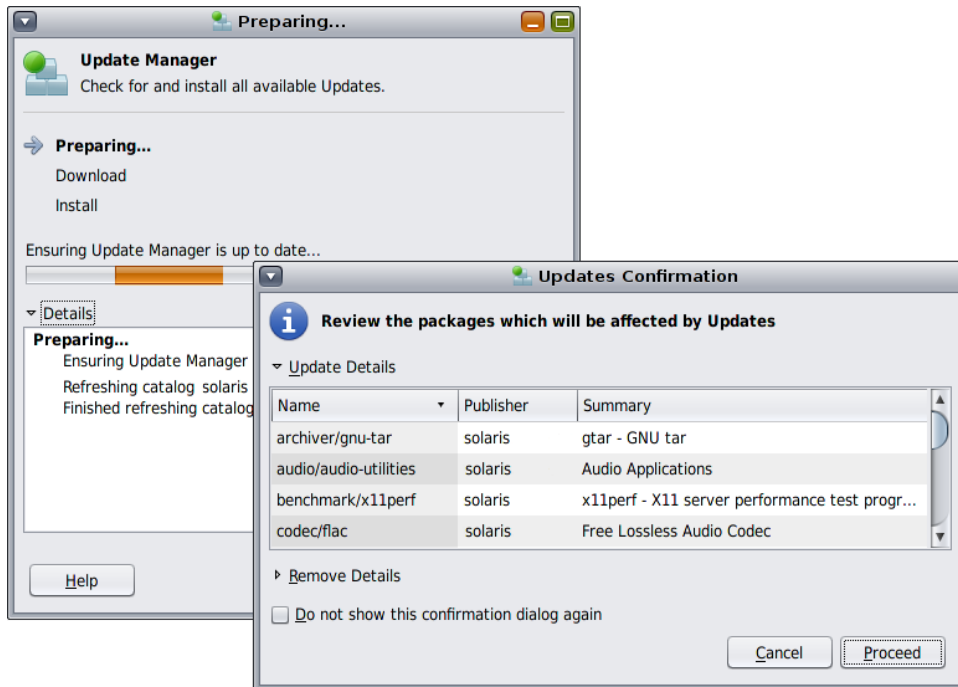 Preparing...
Update Manager
Check for and install all available Updates.
Preparing...
Download
Install
Ensuring Update Manager is up to date...
Details
Preparing...
Ensuring Update Manager
Refreshing catalog solaris
Finished refreshing catalog
Help
Updates Confirmation
Review the packages which will be affected by Updates
Update Details
Name Publisher Summary
archiver/gnu-tar solaris gtar - GNU tar
audio/audio-utilities solaris Audio Applications
benchmark/x11perf solaris x11perf - X11 server performance test progr...
codec/flac solaris Free Lossless Audio Codec
Remove Details
Do not show this confirmation dialog again
Cancel Proceed